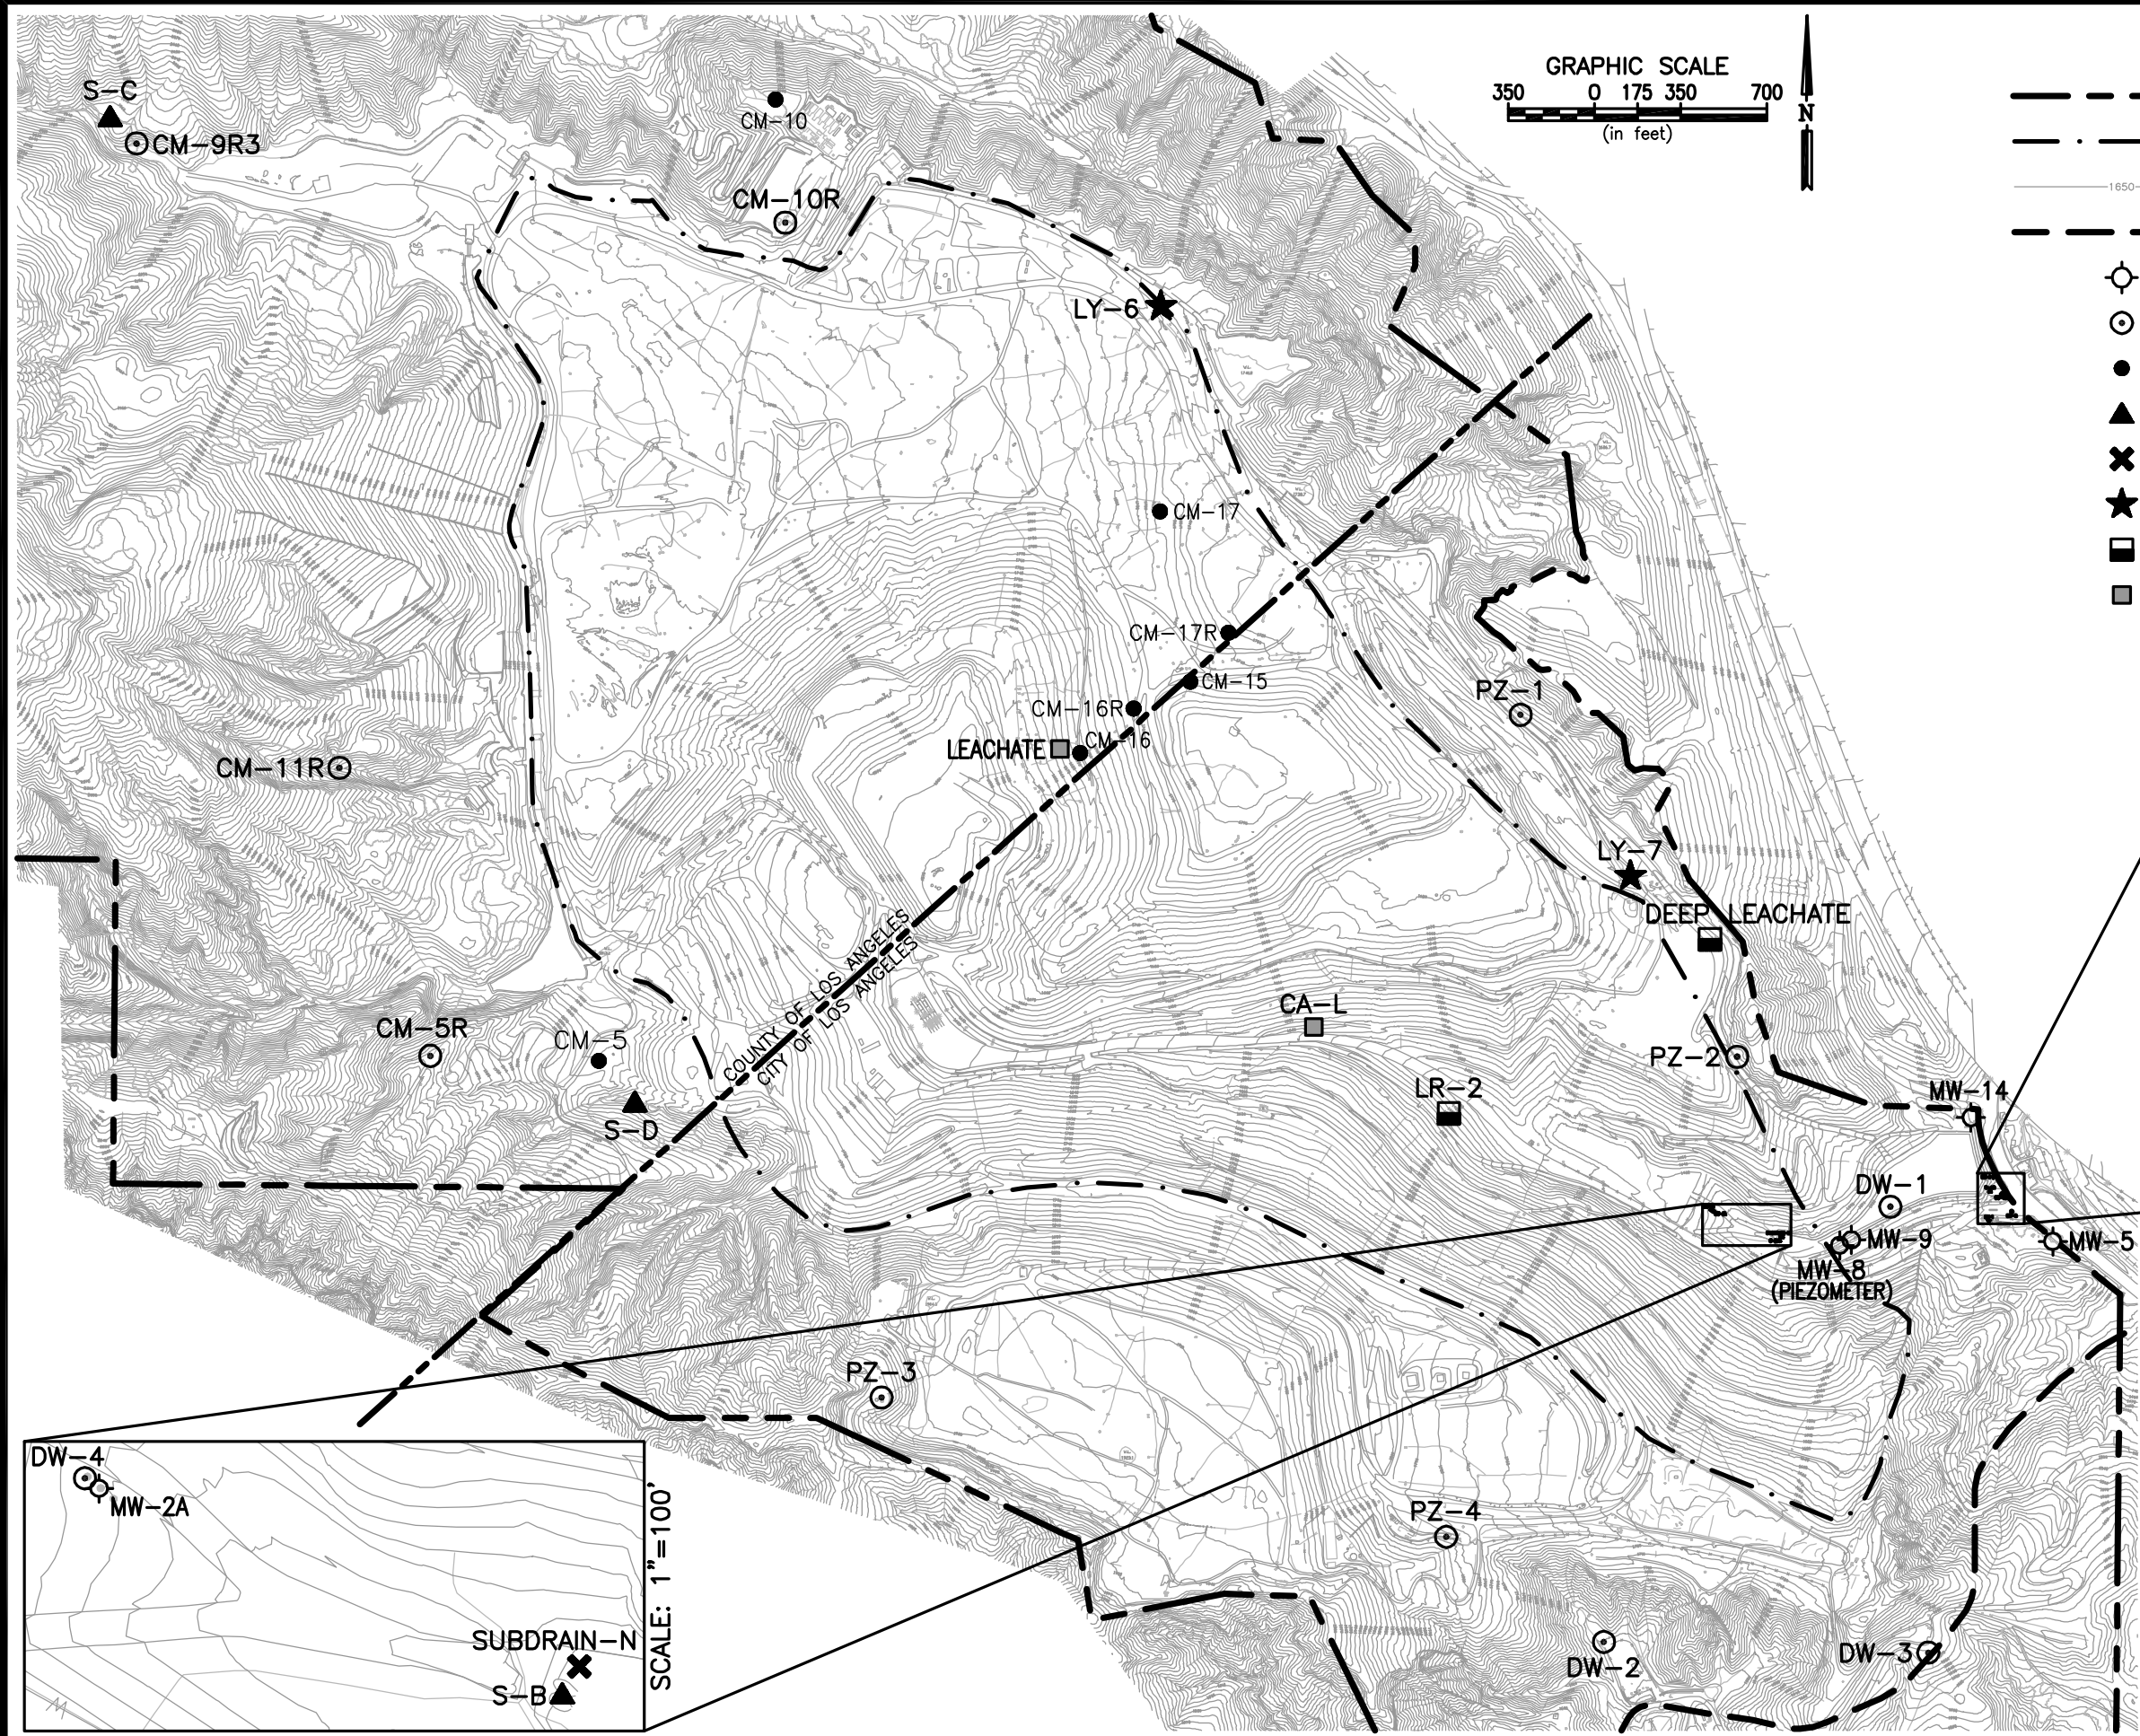 GRAPHIC SCALE
350 0 175 350 700
(in feet)
N
1650
S-C
CM-9R3
CM-10
CM-10R
LY-6
CM-17
CM-17R
CM-15
CM-16R
LEACHATE
CM-16
PZ-1
CM-11R
LY-7
DEEP LEACHATE
COUNTY OF LOS ANGELES
CITY OF LOS ANGELES
CM-5R
CM-5
S-D
CA-L
LR-2
PZ-2
MW-14
DW-1
MW-9
MW-5
MW-8
(PIEZOMETER)
PZ-3
PZ-4
DW-2
DW-3
DW-4
MW-2A
SUBDRAIN-N
S-B
SCALE: 1"=100'